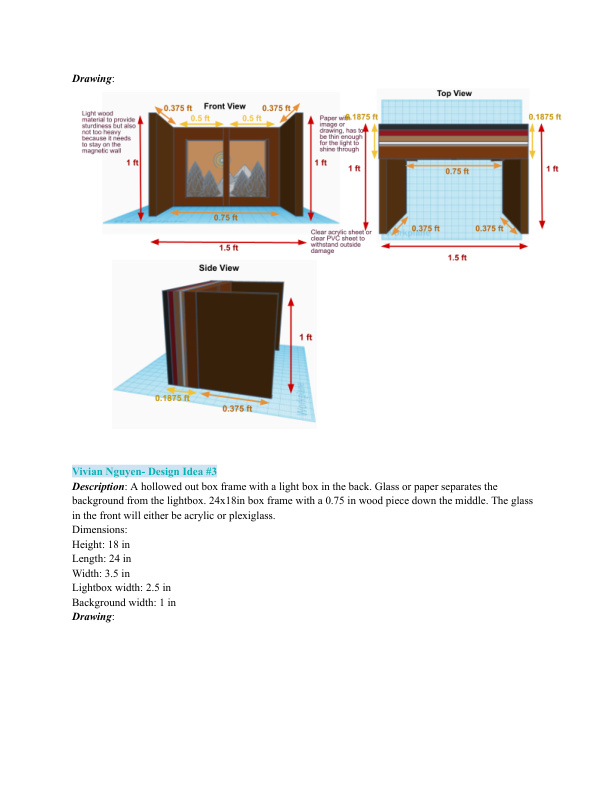 Drawing:
Front View
0.375 ft
0.375 ft
0.5 ft
0.5 ft
Light wood
material to provide
sturdiness but also
not too heavy
because it needs
to stay on the
magnetic wall
1 ft
1 ft
0.75 ft
1.5 ft
Paper with
image or
drawing, has to
be thin enough
for the light to
shine through
Clear acrylic sheet or
clear PVC sheet to
withstand outside
damage
Top View
0.1875 ft
0.1875 ft
1 ft
1 ft
0.75 ft
0.375 ft
0.375 ft
1.5 ft
Side View
1 ft
0.1875 ft
0.375 ft
Workplane
Vivian Nguyen- Design Idea #3
Description: A hollowed out box frame with a light box in the back. Glass or paper separates the
background from the lightbox. 24x18in box frame with a 0.75 in wood piece down the middle. The glass
in the front will either be acrylic or plexiglass.
Dimensions:
Height: 18 in
Length: 24 in
Width: 3.5 in
Lightbox width: 2.5 in
Background width: 1 in
Drawing: